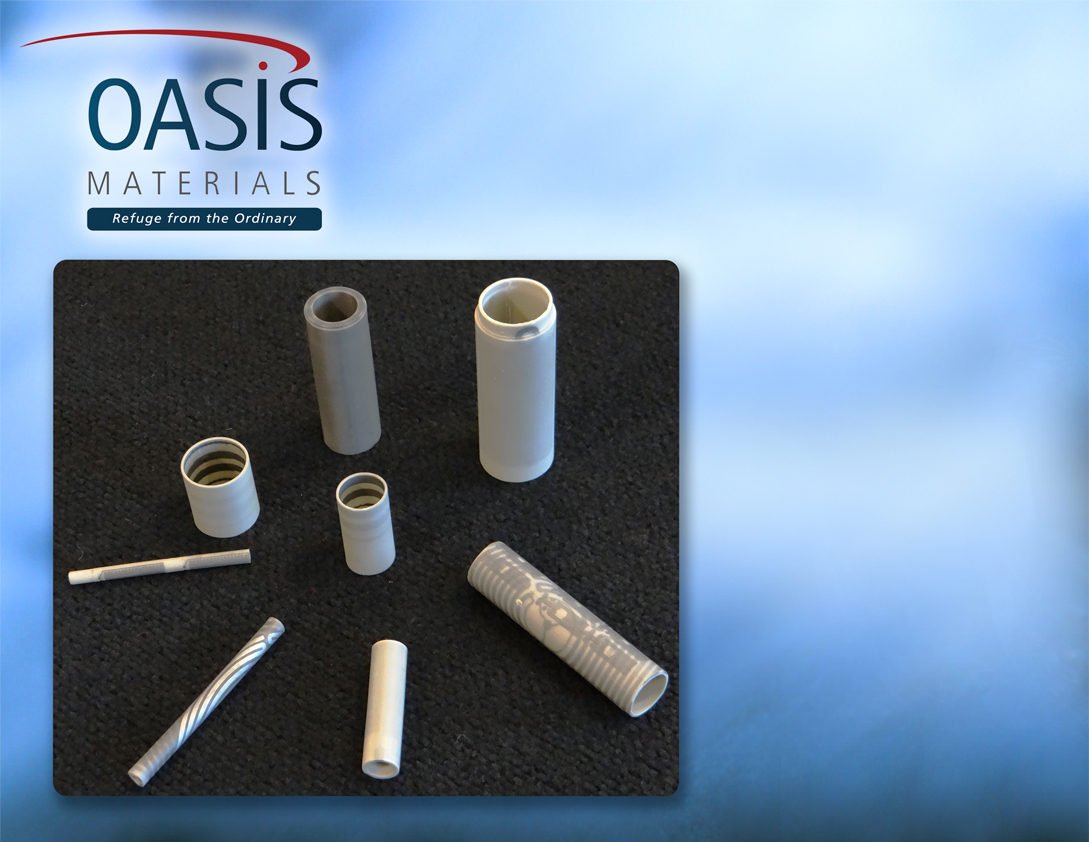 OASiS
MATERIALS
Refuge from the Ordinary